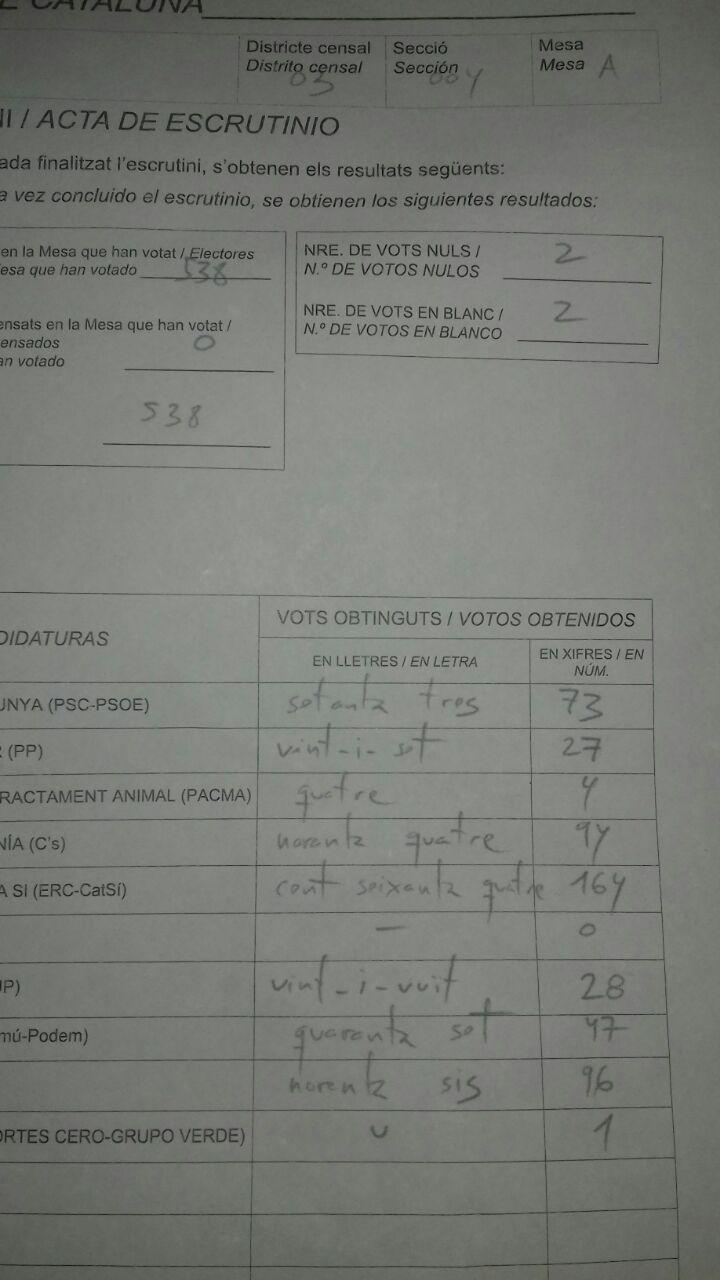 E CATALUNA
Districte censal
Distrito censal
03
Secció
Sección
004
Mesa
Mesa A
NI / ACTA DE ESCRUTINIO
ada finalitzat l'escrutini, s'obtenen els resultats següents:
a vez concluido el escrutinio, se obtienen los siguientes resultados:
en la Mesa que han votat / Electores
esa que han votado 538
ensats en la Mesa que han votat /
ensados 0
an votado
538
NRE. DE VOTS NULS / 2
N.º DE VOTOS NULOS
NRE. DE VOTS EN BLANC / 2
N.º DE VOTOS EN BLANCO
DIDATURAS
VOTS OBTINGUTS / VOTOS OBTENIDOS
EN LLETRES / EN LETRA
EN XIFRES / EN
NÚM.
UNYA (PSC-PSOE) setanta tres 73
(PP) vint-i-set 27
RACTAMENT ANIMAL (PACMA) quatre 4
NÍA (C's) noranta quatre 94
A SI (ERC-CatSí) cent seixanta quatre 164
— 0
UP) vint-i-vuit 28
mú-Podem) quaranta set 47
noranta sis 96
ORTES CERO-GRUPO VERDE) u 1